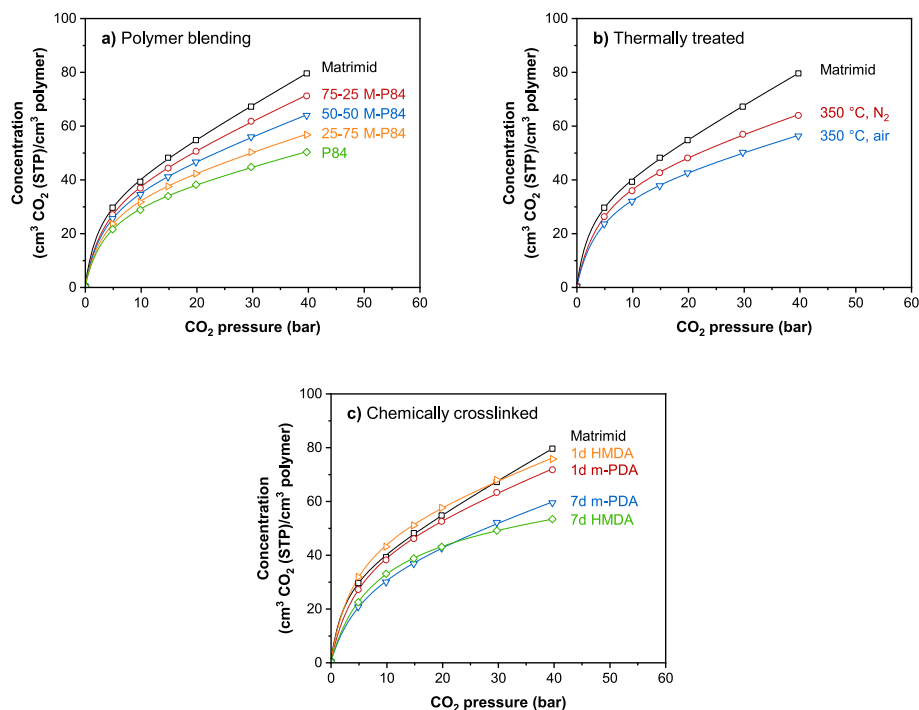 a) Polymer blending
Matrimid
75-25 M-P84
50-50 M-P84
25-75 M-P84
P84
Concentration
(cm³ CO₂ (STP)/cm³ polymer)
100
80
60
40
20
0
0 10 20 30 40 50 60
CO₂ pressure (bar)
b) Thermally treated
Matrimid
350 °C, N₂
350 °C, air
Concentration
(cm³ CO₂ (STP)/cm³ polymer)
100
80
60
40
20
0
0 10 20 30 40 50 60
CO₂ pressure (bar)
c) Chemically crosslinked
Matrimid
1d HMDA
1d m-PDA
7d m-PDA
7d HMDA
Concentration
(cm³ CO₂ (STP)/cm³ polymer)
100
80
60
40
20
0
0 10 20 30 40 50 60
CO₂ pressure (bar)